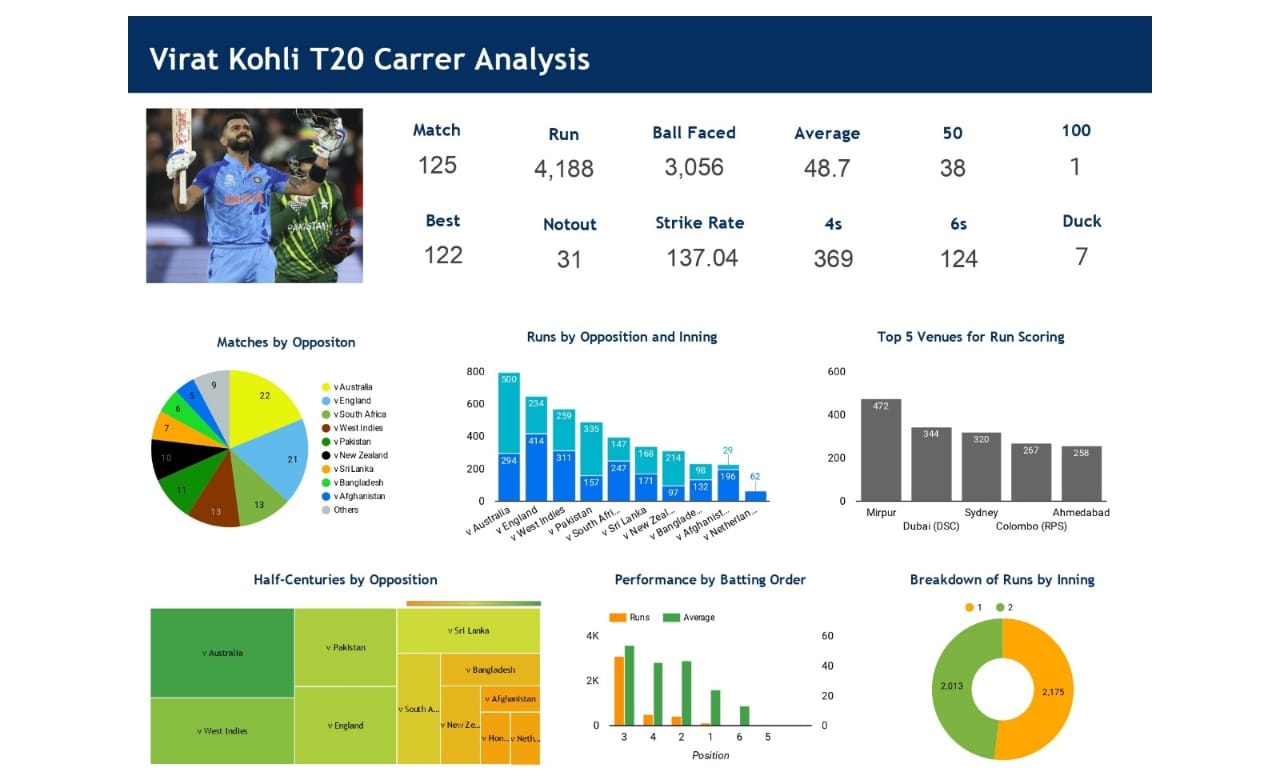 Virat Kohli T20 Carrer Analysis
Match
125
Run
4,188
Ball Faced
3,056
Average
48.7
50
38
100
1
Best
122
Notout
31
Strike Rate
137.04
4s
369
6s
124
Duck
7
PAKISTAN
Matches by Oppositon
22
21
13
13
11
10
7
6
5
9
v Australia
v England
v South Africa
v West Indies
v Pakistan
v New Zealand
v Sri Lanka
v Bangladesh
v Afghanistan
Others
Runs by Opposition and Inning
800
600
400
200
0
500
294
234
414
259
311
335
157
147
247
168
171
214
97
98
132
29
196
62
v Australia
v England
v West Indies
v Pakistan
v South Afri...
v Sri Lanka
v New Zeal...
v Banglade...
v Afghanist...
v Netherlan...
Top 5 Venues for Run Scoring
600
400
200
0
472
344
320
267
258
Mirpur
Dubai (DSC)
Sydney
Colombo (RPS)
Ahmedabad
Half-Centuries by Opposition
v Australia
v West Indies
v Pakistan
v England
v Sri Lanka
v South A...
v Bangladesh
v New Ze...
v Afghanistan
v Hon...
v Neth...
Performance by Batting Order
Runs
Average
4K
2K
0
60
40
20
0
3
4
2
1
6
5
Position
Breakdown of Runs by Inning
1
2
2,013
2,175